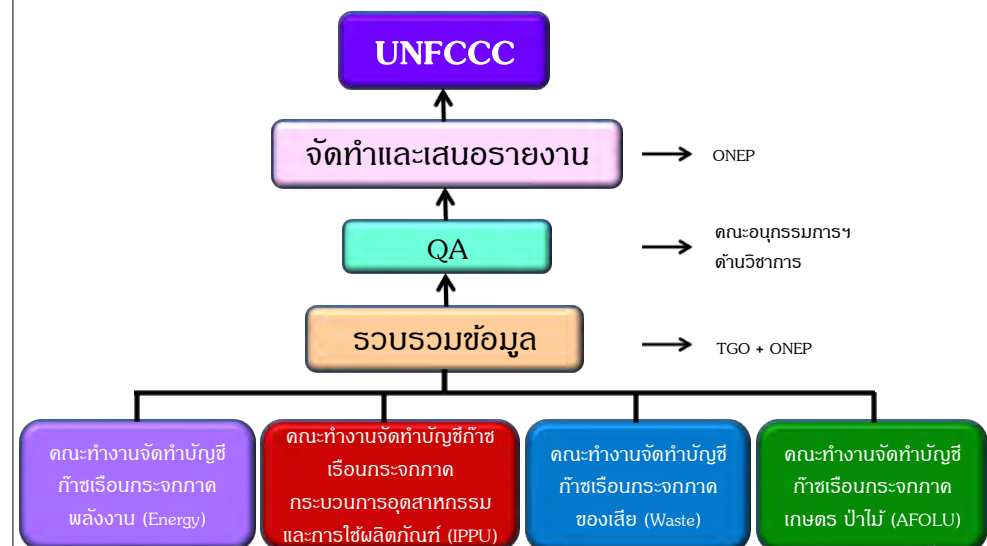 UNFCCC
จัดทำและเสนอรายงาน
ONEP
QA
คณะอนุกรรมการฯ
ด้านวิชาการ
รวบรวมข้อมูล
TGO + ONEP
คณะทำงานจัดทำบัญชี
ก๊าซเรือนกระจกภาค
พลังงาน (Energy)
คณะทำงานจัดทำบัญชีก๊าซ
เรือนกระจกภาค
กระบวนการอุตสาหกรรม
และการใช้ผลิตภัณฑ์ (IPPU)
คณะทำงานจัดทำบัญชี
ก๊าซเรือนกระจกภาค
ของเสีย (Waste)
คณะทำงานจัดทำบัญชี
ก๊าซเรือนกระจกภาค
เกษตร ป่าไม้ (AFOLU)